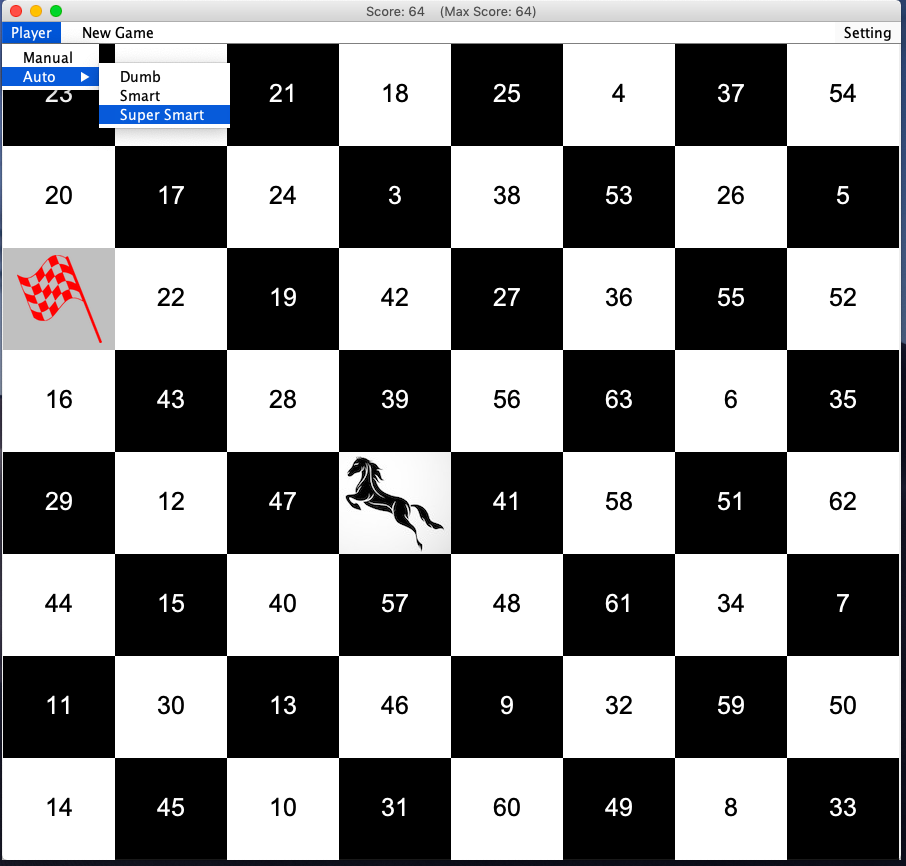 Score: 64 (Max Score: 64)
Player New Game Setting
Manual
Auto
Dumb
Smart
Super Smart
23 21 18 25 4 37 54
20 17 24 3 38 53 26 5
22 19 42 27 36 55 52
16 43 28 39 56 63 6 35
29 12 47 41 58 51 62
44 15 40 57 48 61 34 7
11 30 13 46 9 32 59 50
14 45 10 31 60 49 8 33